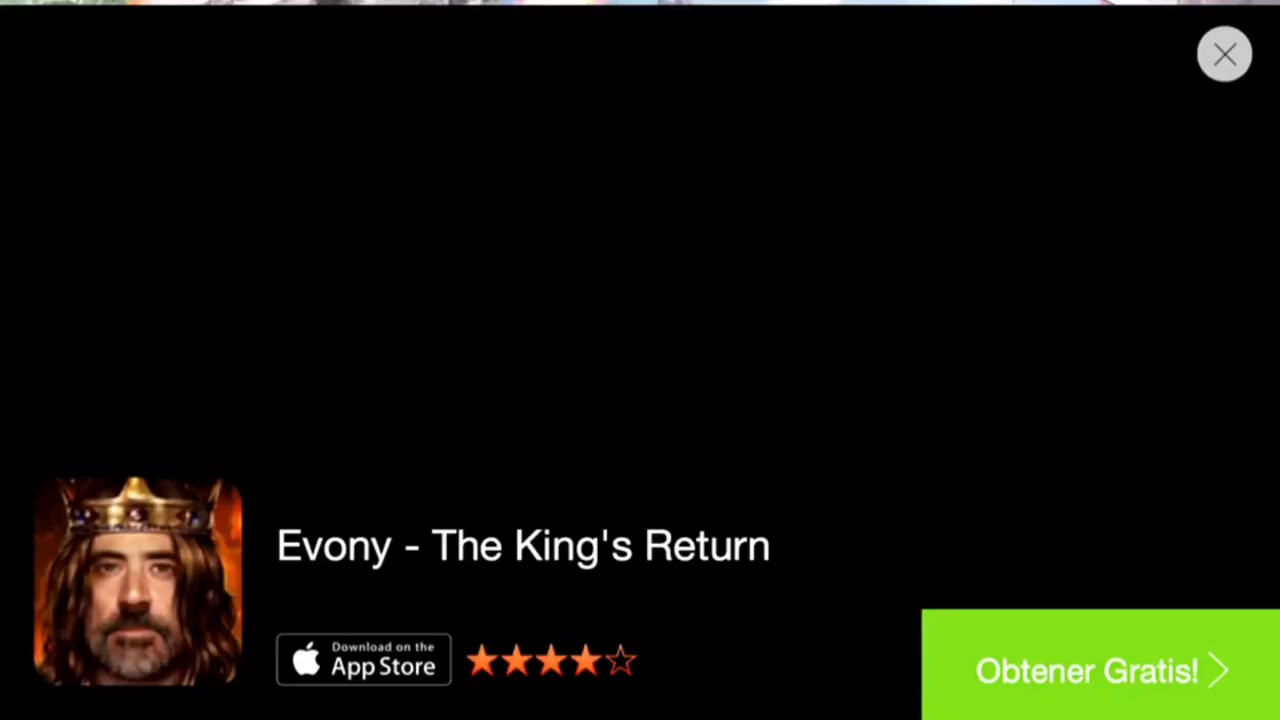 Evony - The King's Return
Download on the
App Store
Obtener Gratis!